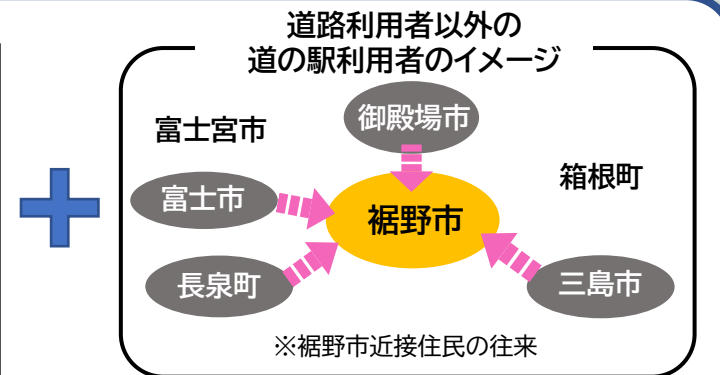 道路利用者以外の
道の駅利用者のイメージ
御殿場市
富士宮市
箱根町
富士市
裾野市
長泉町
三島市
※裾野市近接住民の往来